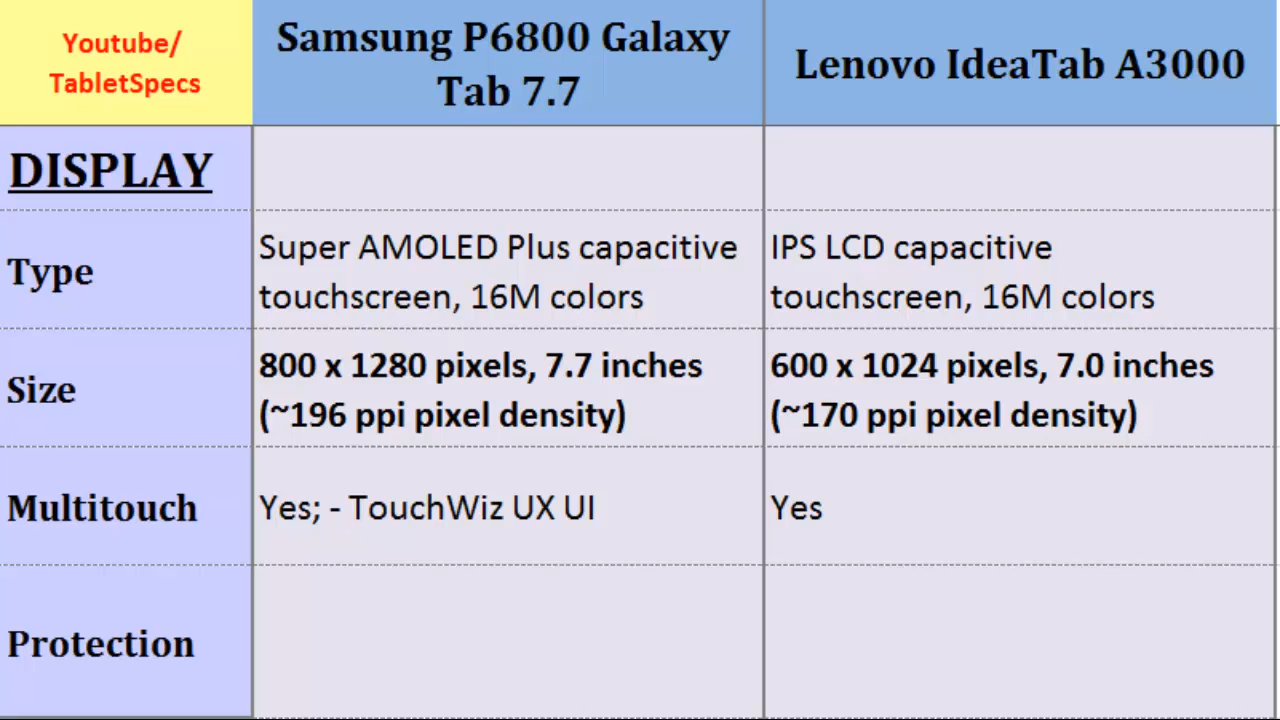 Youtube/
TabletSpecs
Samsung P6800 Galaxy
Tab 7.7
Lenovo IdeaTab A3000
DISPLAY
Type
Super AMOLED Plus capacitive
touchscreen, 16M colors
IPS LCD capacitive
touchscreen, 16M colors
Size
800 x 1280 pixels, 7.7 inches
(~196 ppi pixel density)
600 x 1024 pixels, 7.0 inches
(~170 ppi pixel density)
Multitouch
Yes; - TouchWiz UX UI
Yes
Protection